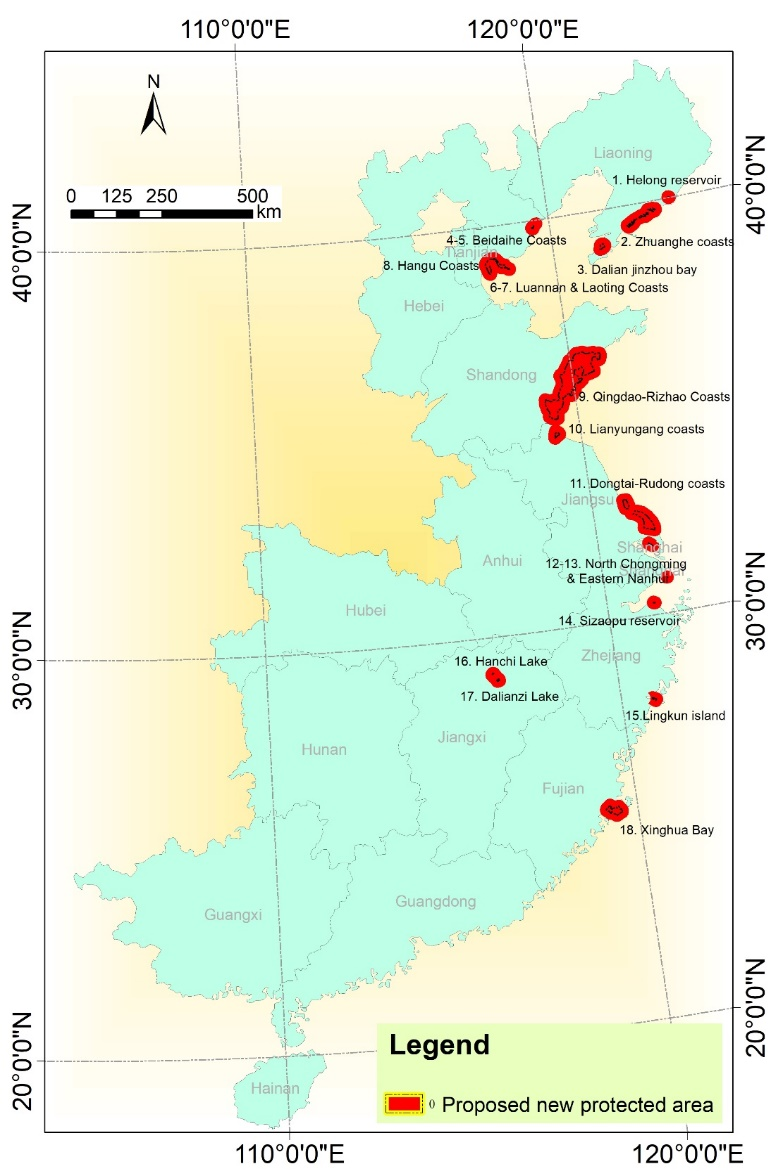 110°0'0"E 120°0'0"E
N
Liaoning
1. Helong reservoir
0 125 250 500
km
40°0'0"N
2. Zhuanghe coasts
4-5. Beidaihe Coasts
Tianjian
40°0'0"N
8. Hangu Coasts
3. Dalian jinzhou bay
6-7. Luannan & Laoting Coasts
Hebei
Shandong
9. Qingdao-Rizhao Coasts
10. Lianyungang coasts
11. Dongtai-Rudong coasts
Jiangsu
Shanghai
Anhui
12-13. North Chongming
& Eastern Nanhui
Shanghai
30°0'0"N
Hubei
14. Sizaopu reservoir
30°0'0"N
16. Hanchi Lake
Zhejiang
17. Dalianzi Lake
15.Lingkun island
Jiangxi
Hunan
Fujian
18. Xinghua Bay
Guangdong
Guangxi
20°0'0"N
20°0'0"N
Legend
Hainan
0 Proposed new protected area
110°0'0"E 120°0'0"E